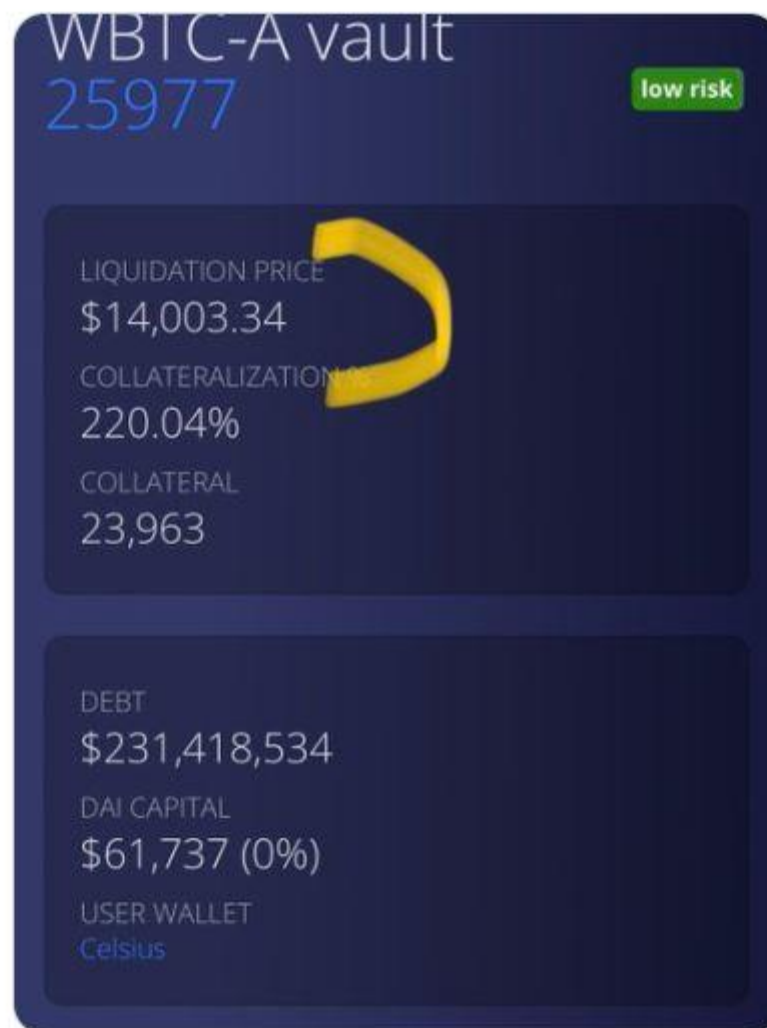 WBTC-A vault
25977
low risk
LIQUIDATION PRICE
$14,003.34
COLLATERALIZATION %
220.04%
COLLATERAL
23,963
DEBT
$231,418,534
DAI CAPITAL
$61,737 (0%)
USER WALLET
Celsius